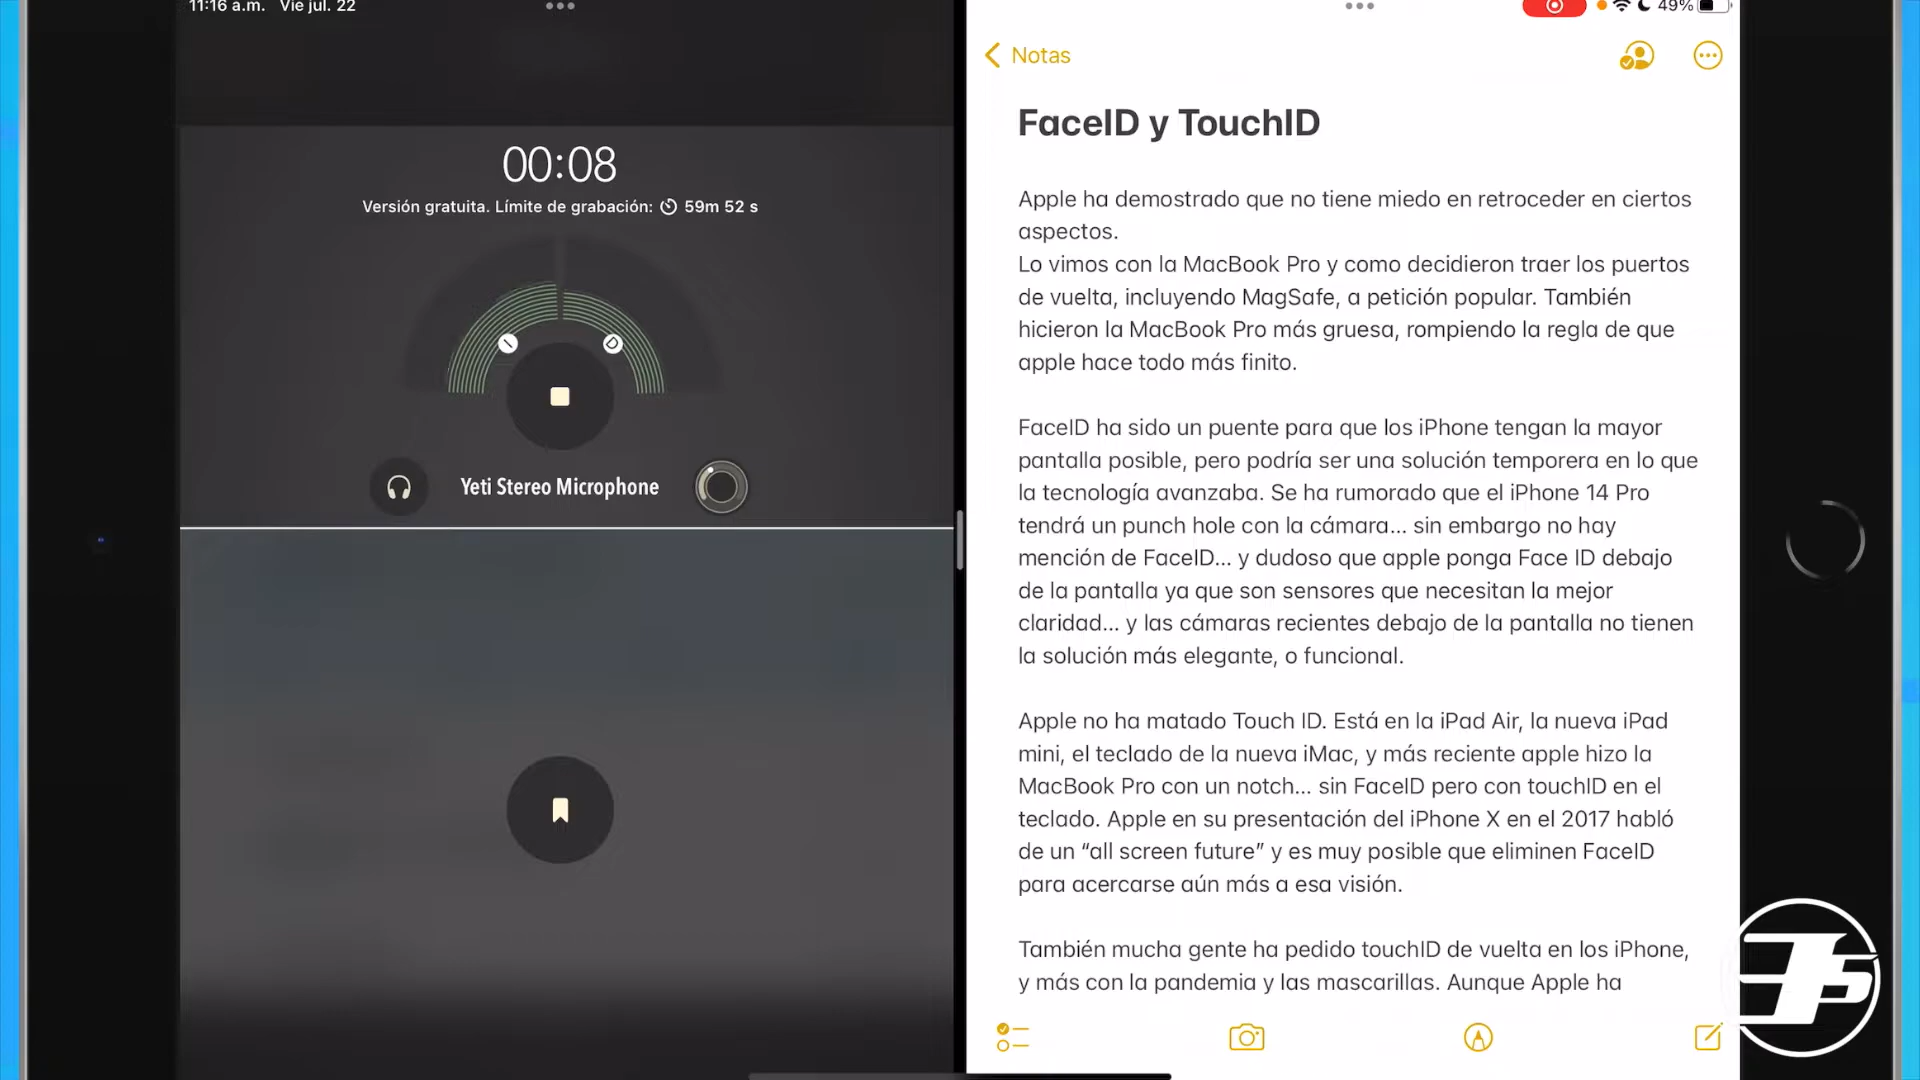 11:16 a.m. Vie jul. 22
00:08
Versión gratuita. Límite de grabación: 59m 52 s
Yeti Stereo Microphone
49%
Notas
FaceID y TouchID
Apple ha demostrado que no tiene miedo en retroceder en ciertos
aspectos.
Lo vimos con la MacBook Pro y como decidieron traer los puertos
de vuelta, incluyendo MagSafe, a petición popular. También
hicieron la MacBook Pro más gruesa, rompiendo la regla de que
apple hace todo más finito.
FaceID ha sido un puente para que los iPhone tengan la mayor
pantalla posible, pero podría ser una solución temporera en lo que
la tecnología avanzaba. Se ha rumorado que el iPhone 14 Pro
tendrá un punch hole con la cámara... sin embargo no hay
mención de FaceID... y dudoso que apple ponga Face ID debajo
de la pantalla ya que son sensores que necesitan la mejor
claridad... y las cámaras recientes debajo de la pantalla no tienen
la solución más elegante, o funcional.
Apple no ha matado Touch ID. Está en la iPad Air, la nueva iPad
mini, el teclado de la nueva iMac, y más reciente apple hizo la
MacBook Pro con un notch... sin FaceID pero con touchID en el
teclado. Apple en su presentación del iPhone X en el 2017 habló
de un “all screen future” y es muy posible que eliminen FaceID
para acercarse aún más a esa visión.
También mucha gente ha pedido touchID de vuelta en los iPhone,
y más con la pandemia y las mascarillas. Aunque Apple ha